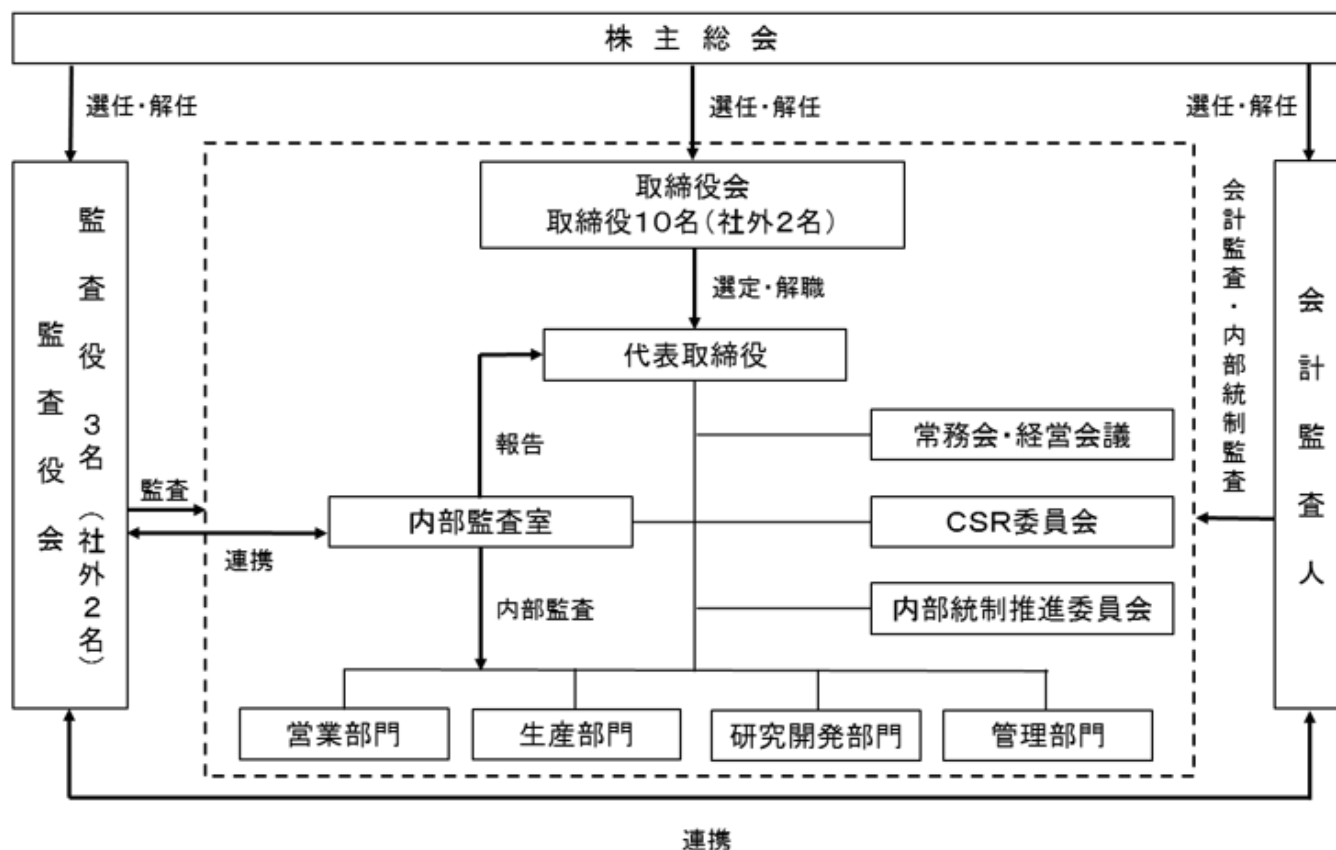 株主総会
選任・解任
選任・解任
選任・解任
取締役会
取締役10名(社外2名)
選定・解職
代表取締役
報告
常務会・経営会議
内部監査室
CSR委員会
内部監査
内部統制推進委員会
営業部門
生産部門
研究開発部門
管理部門
監査役 3名 (社外2名)
監査役会
監査
連携
会計監査・内部統制監査
会計監査人
連携